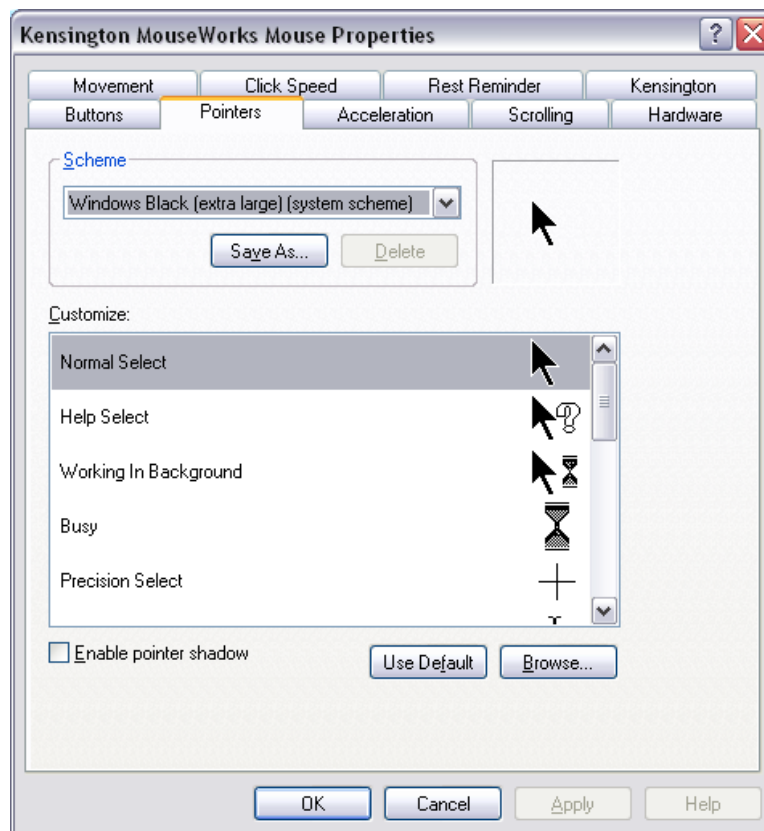 Kensington MouseWorks Mouse Properties
Movement Click Speed Rest Reminder Kensington
Buttons Pointers Acceleration Scrolling Hardware
Scheme
Windows Black (extra large) (system scheme)
Save As... Delete
Customize:
Normal Select
Help Select
Working In Background
Busy
Precision Select
Enable pointer shadow
Use Default Browse...
OK Cancel Apply Help